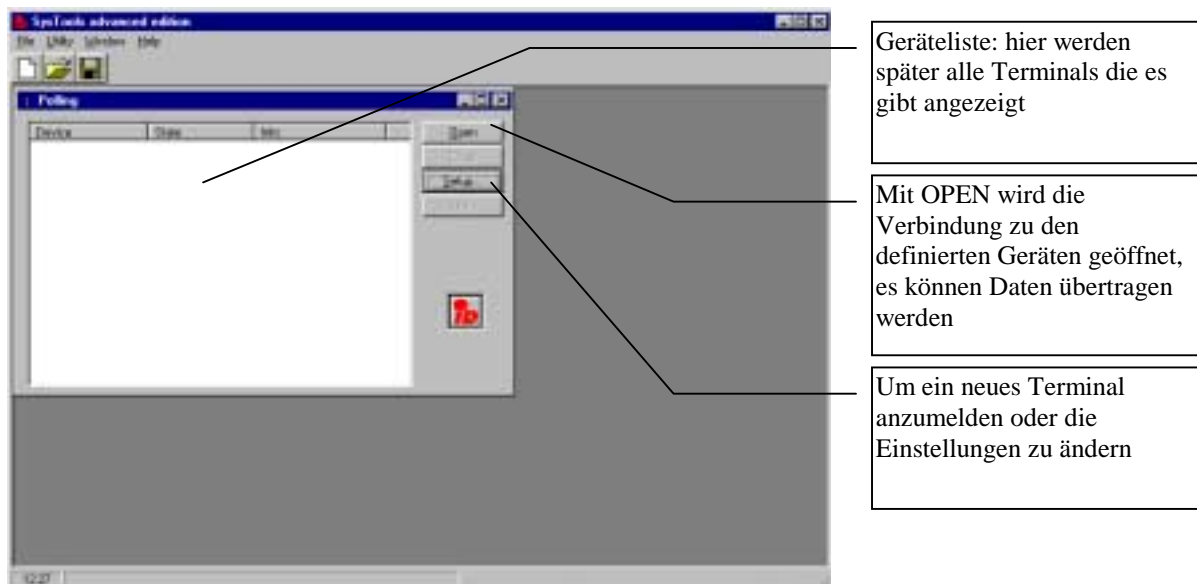 SysTools advanced edition
File Utility Window Help
Polling
Device State Info
Open
Setup
12:27
Geräteliste: hier werden
später alle Terminals die es
gibt angezeigt
Mit OPEN wird die
Verbindung zu den
definierten Geräten geöffnet,
es können Daten übertragen
werden
Um ein neues Terminal
anzumelden oder die
Einstellungen zu ändern